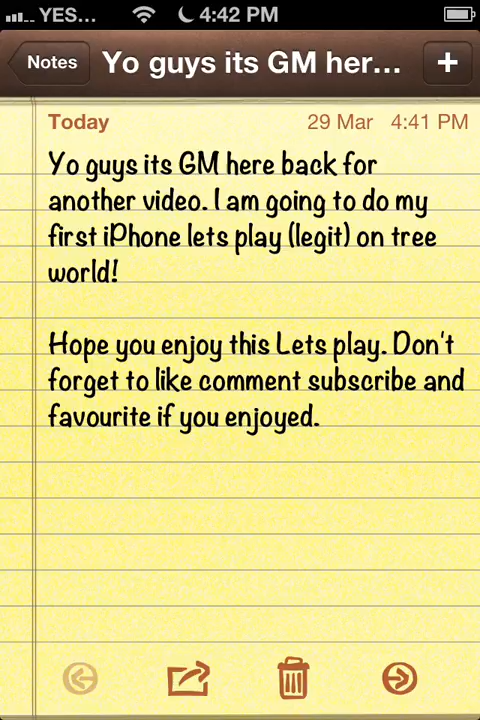 YES... 4:42 PM
Notes Yo guys its GM her... +
Today 29 Mar 4:41 PM
Yo guys its GM here back for
another video. I am going to do my
first iPhone lets play (legit) on tree
world!
Hope you enjoy this Lets play. Don't
forget to like comment subscribe and
favourite if you enjoyed.